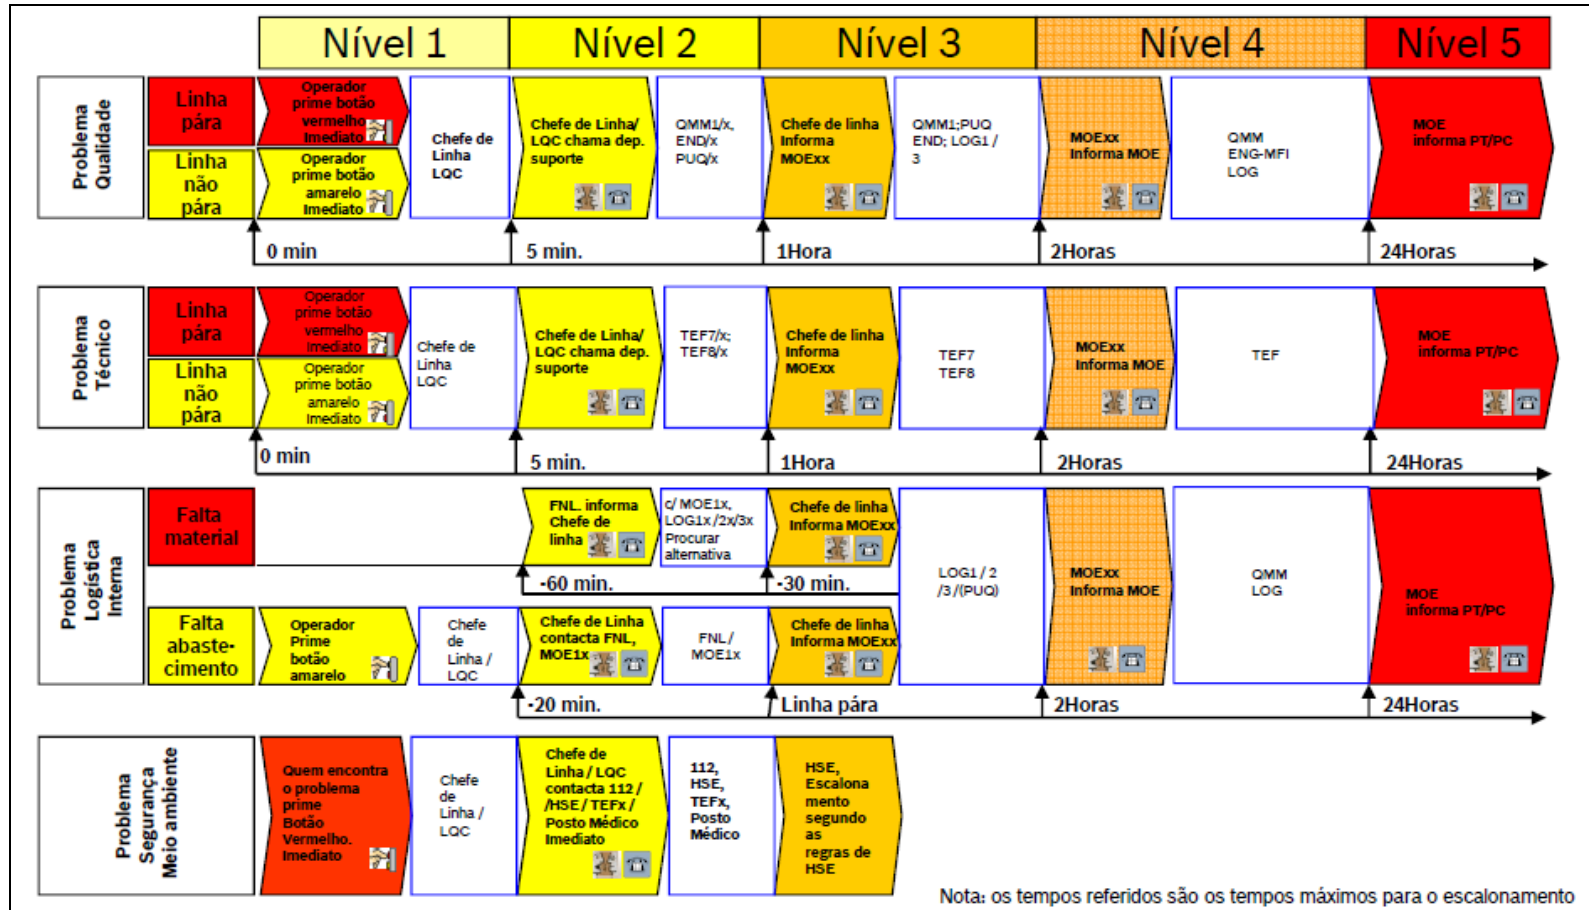 Nível 1
Nível 2
Nível 3
Nível 4
Nível 5
Problema
Qualidade
Linha
pára
Operador
prime botão
vermelho
Imediato
Linha
não
pára
Operador
prime botão
amarelo
Imediato
Chefe de
Linha
LQC
Chefe de Linha/
LQC chama dep.
suporte
QMM1/x,
END/x
PUQ/x
Chefe de linha
Informa
MOExx
QMM1;PUQ
END; LOG1 /
3
MOExx
Informa MOE
QMM
ENG-MFI
LOG
MOE
informa PT/PC
0 min
5 min.
1Hora
2Horas
24Horas
Problema
Técnico
Linha
pára
Operador
prime botão
vermelho
Imediato
Linha
não
pára
Operador
prime botão
amarelo
Imediato
Chefe de
Linha
LQC
Chefe de Linha/
LQC chama dep.
suporte
TEF7/x;
TEF8/x
Chefe de linha
Informa
MOExx
TEF7
TEF8
MOExx
Informa MOE
TEF
MOE
informa PT/PC
0 min
5 min.
1Hora
2Horas
24Horas
Problema
Logística
Interna
Falta
material
FNL. informa
Chefe de
linha
c/ MOE1x,
LOG1x/2x/3x
Procurar
alternativa
Chefe de linha
Informa MOExx
-60 min.
-30 min.
Falta
abaste-
cimento
Operador
Prime
botão
amarelo
Chefe
de
Linha /
LQC
Chefe de Linha
contacta FNL,
MOE1x
FNL/
MOE1x
Chefe de linha
Informa MOExx
LOG1 / 2
/3/(PUQ)
MOExx
Informa MOE
QMM
LOG
MOE
informa PT/PC
-20 min.
Linha pára
2Horas
24Horas
Problema
Segurança
Meio ambiente
Quem encontra
o problema
prime
Botão
Vermelho.
Imediato
Chefe
de
Linha /
LQC
Chefe de
Linha / LQC
contacta 112 /
/HSE / TEFx /
Posto Médico
Imediato
112,
HSE,
TEFx,
Posto
Médico
HSE,
Escalona
mento
segundo
as
regras de
HSE
Nota: os tempos referidos são os tempos máximos para o escalonamento